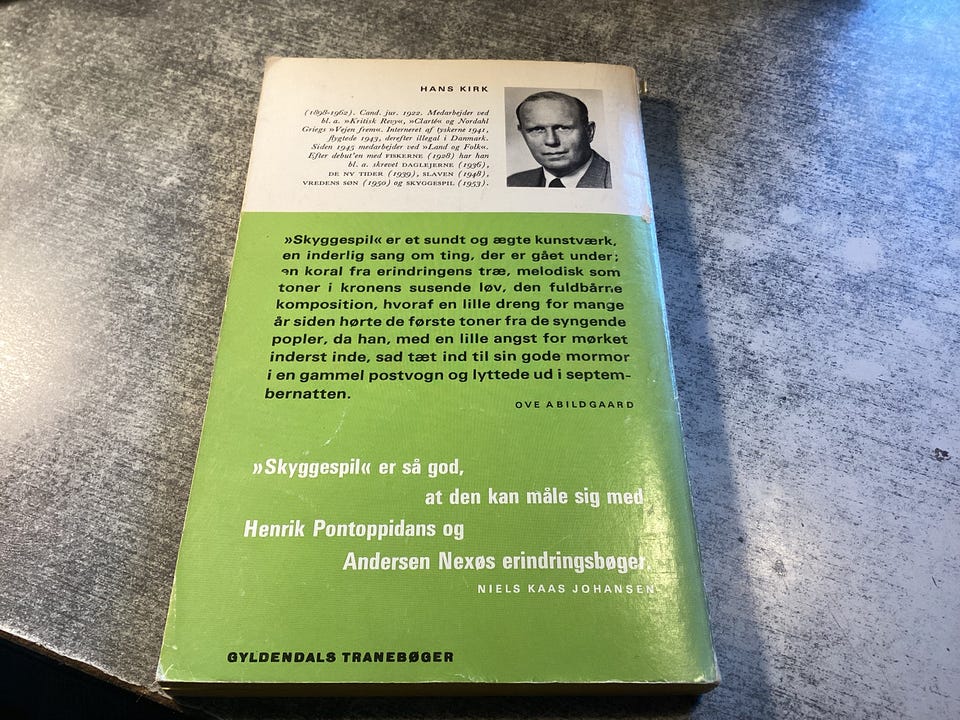 HANS KIRK
(1898-1962). Cand. jur. 1922. Medarbejder ved
bl. a. »Kritisk Revy«, »Clarté« og Nordahl
Griegs »Vejen frem«. Interneret af tyskerne 1941,
flygtede 1943, derefter illegal i Danmark.
Siden 1945 medarbejder ved »Land og Folk«.
Efter debut'en med FISKERNE (1928) har han
bl. a. skrevet DAGLEJERNE (1936),
DE NY TIDER (1939), SLAVEN (1948),
VREDENS SØN (1950) og SKYGGESPIL (1953).
»Skyggespil« er et sundt og ægte kunstværk,
en inderlig sang om ting, der er gået under;
en koral fra erindringens træ, melodisk som
toner i kronens susende løv, den fuldbårne
komposition, hvoraf en lille dreng for mange
år siden hørte de første toner fra de syngende
popler, da han, med en lille angst for mørket
inderst inde, sad tæt ind til sin gode mormor
i en gammel postvogn og lyttede ud i septem-
bernatten.
OVE ABILDGAARD
»Skyggespil« er så god,
at den kan måle sig med
Henrik Pontoppidans og
Andersen Nexøs erindringsbøger.
NIELS KAAS JOHANSEN
GYLDENDALS TRANEBØGER